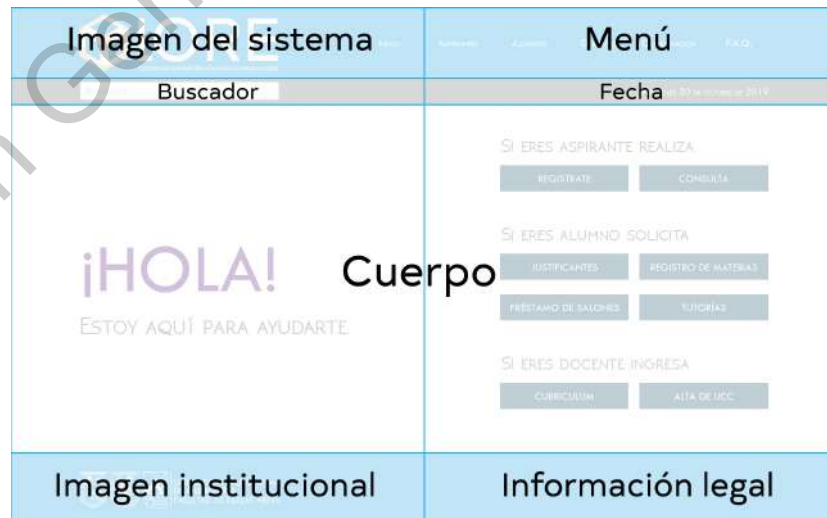 Imagen del sistema
Menú
F.A.Q.
Buscador
Fecha
SI ERES ASPIRANTE REALIZA
REGISTRATE
CONSULTA
SI ERES ALUMNO SOLICITA
¡HOLA!
Cuerpo
JUSTIFICANTES
REGISTRO DE MATERIAS
ESTOY AQUÍ PARA AYUDARTE
PRÉSTAMO DE SALONES
TUTORÍAS
SI ERES DOCENTE INGRESA
CURRICULUM
ALTA DE UCC
Imagen institucional
Información legal